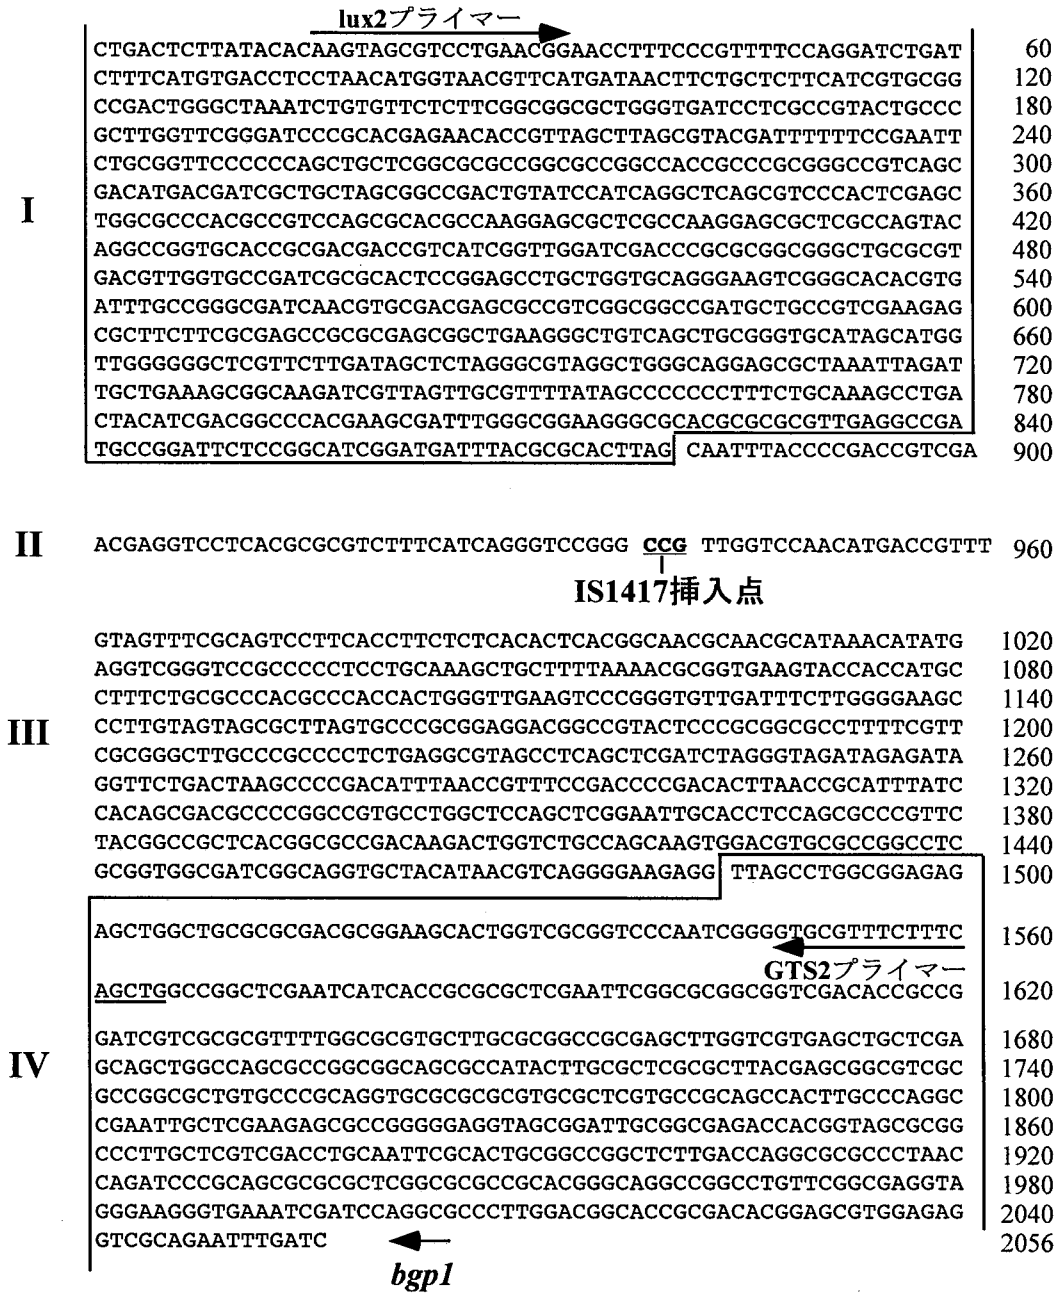 lux2プライマー
CTGACTCTTATACACAAGTAGCGTCCTGAACGGAACCTTTCCCGTTTTCCAGGATCTGAT 60
CTTTCATGTGACCTCCTAACATGGTAACGTTCATGATAACTTCTGCTCTTCATCGTGCGG 120
CCGACTGGGCTAAATCTGTGTTCTCTTCGGCGGCGCTGGGTGATCCTCGCCGTACTGCCC 180
GCTTGGTTCGGGATCCCGCACGAGAACACCGTTAGCTTAGCGTACGATTTTTTCCGAATT 240
CTGCGGTTCCCCCCAGCTGCTCGGCGCGCCGGCGCCGGCCACCGCCCGCGGGCCGTCAGC 300
GACATGACGATCGCTGCTAGCGGCCGACTGTATCCATCAGGCTCAGCGTCCCACTCGAGC 360
I
TGGCGCCCACGCCGTCCAGCGCACGCCAAGGAGCGCTCGCCAAGGAGCGCTCGCCAGTAC 420
AGGCCGGTGCACCGCGACGACCGTCATCGGTTGGATCGACCCGCGCGGCGGGCTGCGCGT 480
GACGTTGGTGCCGATCGCGCACTCCGGAGCCTGCTGGTGCAGGGAAGTCGGGCACACGTG 540
ATTTGCCGGGCGATCAACGTGCGACGAGCGCCGTCGGCGGCCGATGCTGCCGTCGAAGAG 600
CGCTTCTTCGCGAGCCGCGCGAGCGGCTGAAGGGCTGTCAGCTGCGGGTGCATAGCATGG 660
TTGGGGGGCTCGTTCTTGATAGCTCTAGGGCGTAGGCTGGGCAGGAGCGCTAAATTAGAT 720
TGCTGAAAGCGGCAAGATCGTTAGTTGCGTTTTATAGCCCCCCCTTTCTGCAAAGCCTGA 780
CTACATCGACGGCCCACGAAGCGATTTGGGCGGAAGGGCGCACGCGCGCGTTGAGGCCGA 840
TGCCGGATTCTCCGGCATCGGATGATTTACGCGCACTTAG CAATTTACCCCGACCGTCGA 900
II ACGAGGTCCTCACGCGCGTCTTTCATCAGGGTCCGGG CCG TTGGTCCAACATGACCGTTT 960
IS1417挿入点
GTAGTTTCGCAGTCCTTCACCTTCTCTCACACTCACGGCAACGCAACGCATAAACATATG 1020
AGGTCGGGTCCGCCCCCTCCTGCAAAGCTGCTTTTAAAACGCGGTGAAGTACCACCATGC 1080
CTTTCTGCGCCCACGCCCACCACTGGGTTGAAGTCCCGGGTGTTGATTTCTTGGGGAAGC 1140
III CCTTGTAGTAGCGCTTAGTGCCCGCGGAGGACGGCCGTACTCCCGCGGCGCCTTTTCGTT 1200
CGCGGGCTTGCCCGCCCCTCTGAGGCGTAGCCTCAGCTCGATCTAGGGTAGATAGAGATA 1260
GGTTCTGACTAAGCCCCGACATTTAACCGTTTCCGACCCCGACACTTAACCGCATTTATC 1320
CACAGCGACGCCCCGGCCGTGCCTGGCTCCAGCTCGGAATTGCACCTCCAGCGCCCGTTC 1380
TACGGCCGCTCACGGCGCCGACAAGACTGGTCTGCCAGCAAGTGGACGTGCGCCGGCCTC 1440
GCGGTGGCGATCGGCAGGTGCTACATAACGTCAGGGGAAGAGG TTAGCCTGGCGGAGAG 1500
AGCTGGCTGCGCGCGACGCGGAAGCACTGGTCGCGGTCCCAATCGGGGTGCGTTTCTTTC 1560
GTS2プライマー
AGCTGGCCGGCTCGAATCATCACCGCGCGCTCGAATTCGGCGCGGCGGTCGACACCGCCG 1620
GATCGTCGCGCGTTTTGGCGCGTGCTTGCGCGGCCGCGAGCTTGGTCGTGAGCTGCTCGA 1680
IV GCAGCTGGCCAGCGCCGGCGGCAGCGCCATACTTGCGCTCGCGCTTACGAGCGGCGTCGC 1740
GCCGGCGCTGTGCCCGCAGGTGCGCGCGCGTGCGCTCGTGCCGCAGCCACTTGCCCAGGC 1800
CGAATTGCTCGAAGAGCGCCGGGGGAGGTAGCGGATTGCGGCGAGACCACGGTAGCGCGG 1860
CCCTTGCTCGTCGACCTGCAATTCGCACTGCGGCCGGCTCTTGACCAGGCGCGCCCTAAC 1920
CAGATCCCGCAGCGCGCGCTCGGCGCGCCGCACGGGCAGGCCGGCCTGTTCGGCGAGGTA 1980
GGGAAGGGTGAAATCGATCCAGGCGCCCTTGGACGGCACCGCGACACGGAGCGTGGAGAG 2040
GTCGCAGAATTTGATC 2056
bgp1